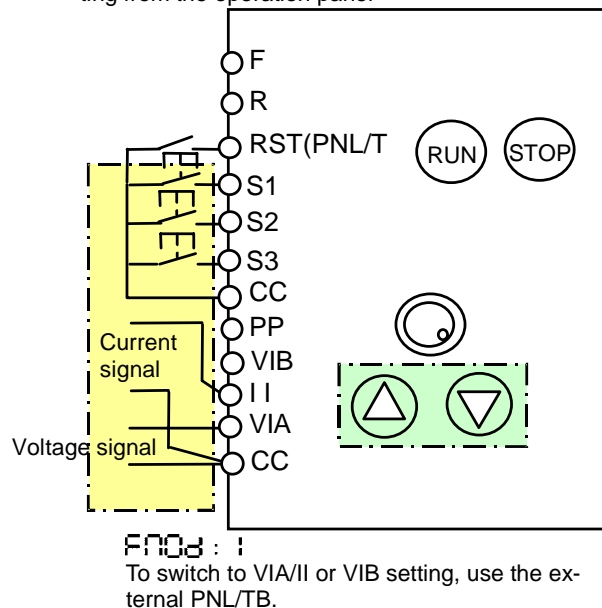 ting from the operation panel
F
R
RST(PNL/T
RUN
STOP
S1
S2
S3
CC
PP
VIB
II
VIA
CC
Current
signal
Voltage signal
FMOd : 1
To switch to VIA/II or VIB setting, use the ex-
ternal PNL/TB.